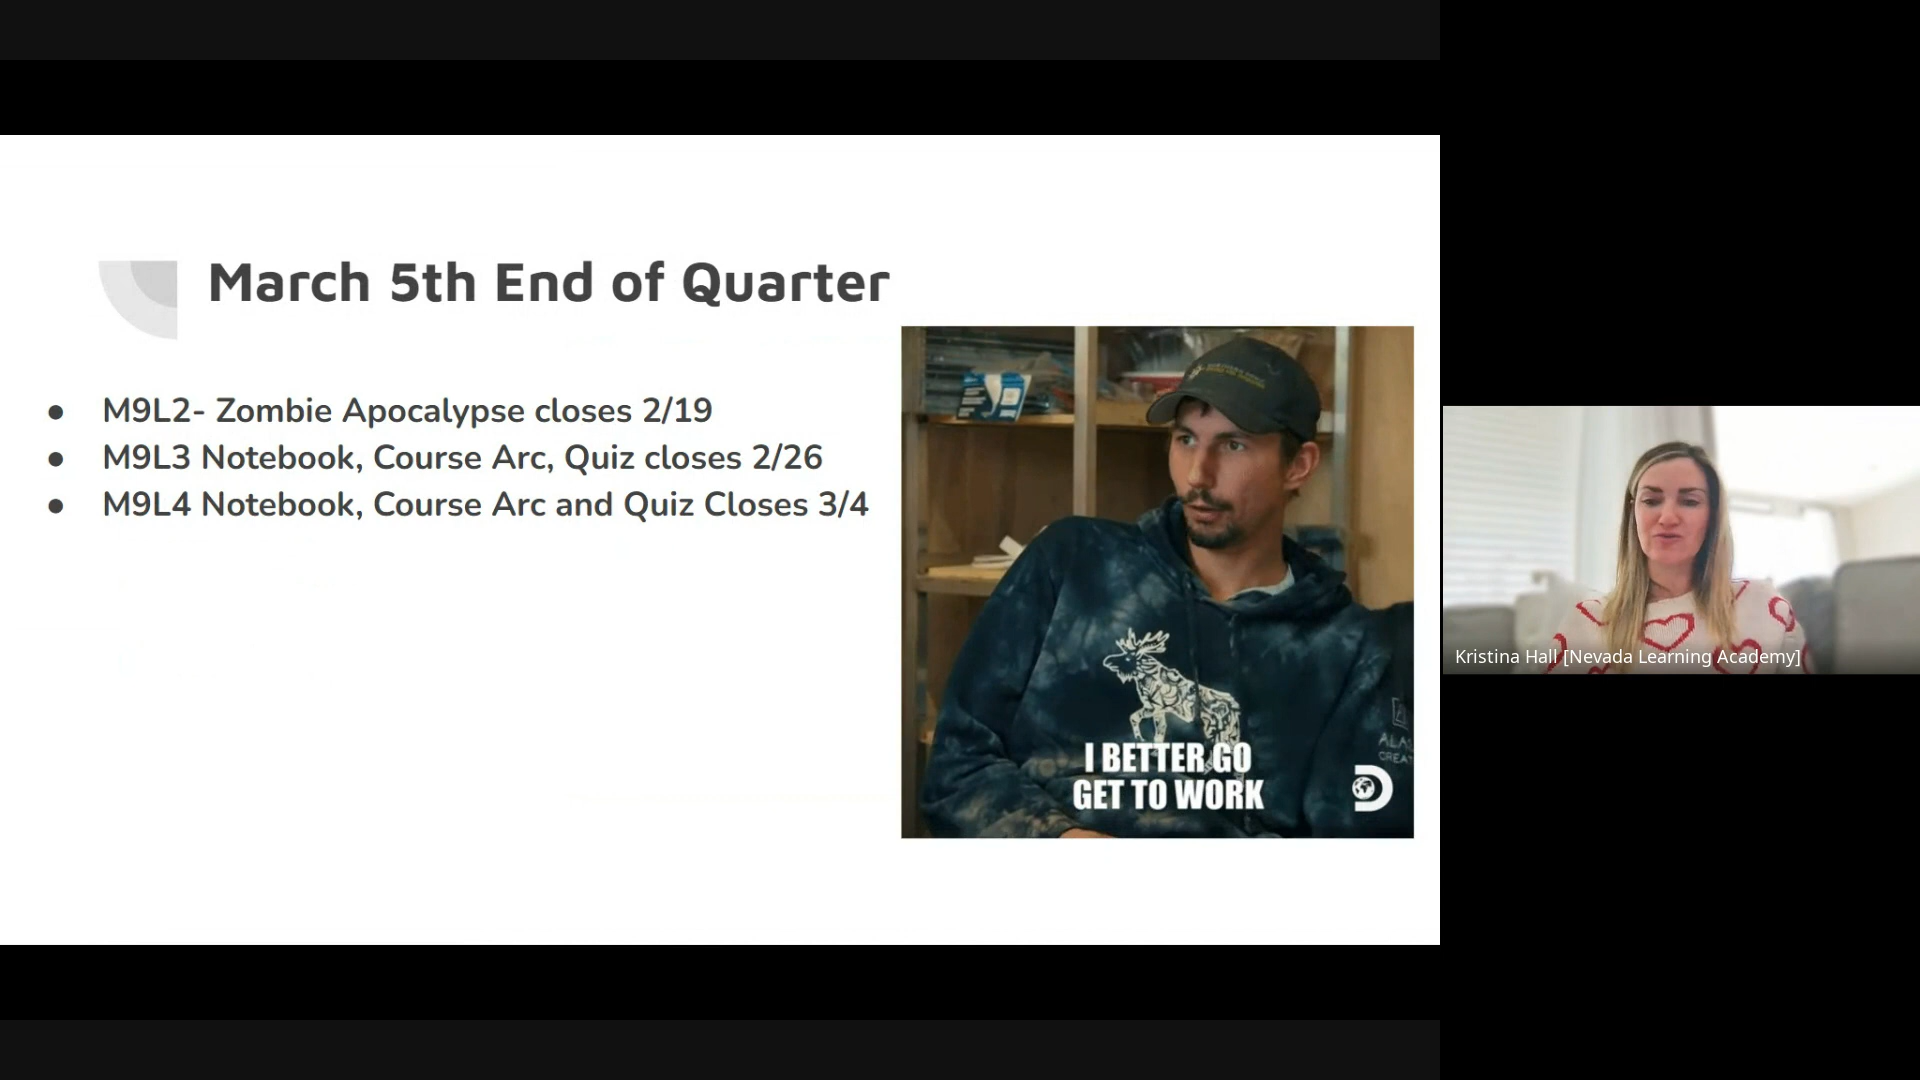 March 5th End of Quarter
● M9L2- Zombie Apocalypse closes 2/19
● M9L3 Notebook, Course Arc, Quiz closes 2/26
● M9L4 Notebook, Course Arc and Quiz Closes 3/4
I BETTER GO
GET TO WORK
Kristina Hall [Nevada Learning Academy]